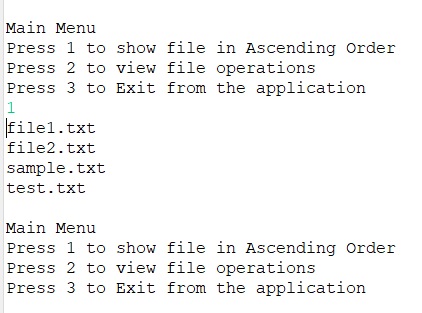 Main Menu
Press 1 to show file in Ascending Order
Press 2 to view file operations
Press 3 to Exit from the application
1
file1.txt
file2.txt
sample.txt
test.txt
Main Menu
Press 1 to show file in Ascending Order
Press 2 to view file operations
Press 3 to Exit from the application